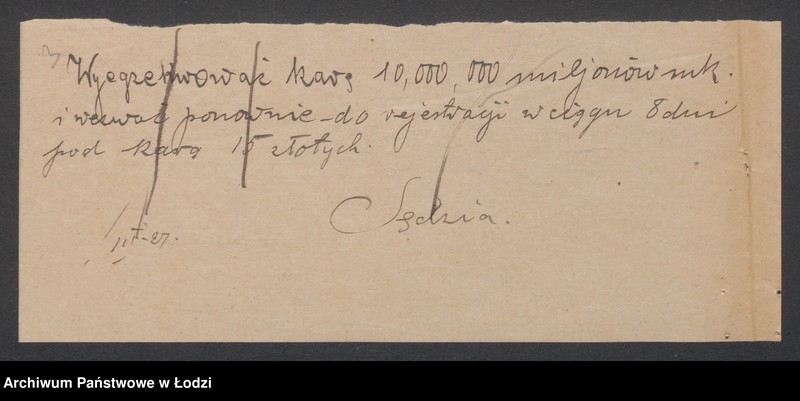 Wyegzekwować karę 10,000,000 miljonów mk.
i wezwać ponownie - do rejestracji w ciągu 8 dni
pod karą 15 złotych.
Sędzia.
Archiwum Państwowe w Łodzi